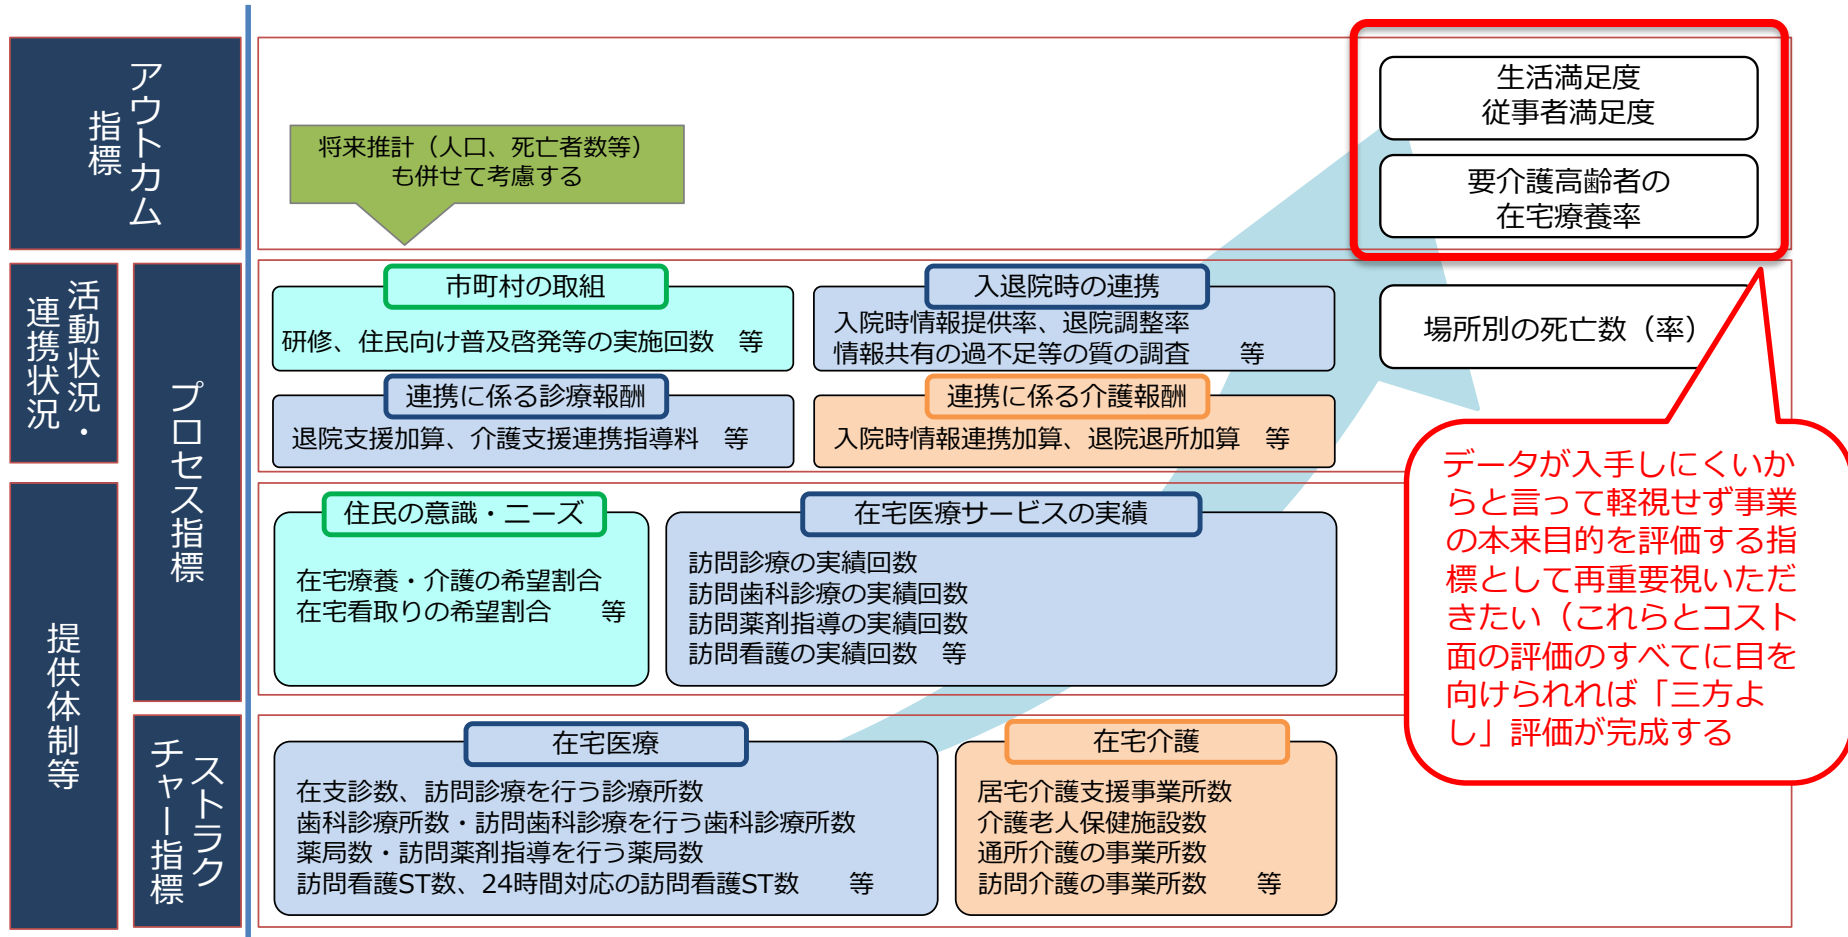 アウトカム
指標
将来推計（人口、死亡者数等）
も併せて考慮する
生活満足度
従事者満足度
要介護高齢者の
在宅療養率
活動状況・
連携状況
プロセス指標
市町村の取組
研修、住民向け普及啓発等の実施回数　等
入退院時の連携
入院時情報提供率、退院調整率
情報共有の過不足等の質の調査　　等
場所別の死亡数（率）
連携に係る診療報酬
退院支援加算、介護支援連携指導料　等
連携に係る介護報酬
入院時情報連携加算、退院退所加算　等
データが入手しにくいか
らと言って軽視せず事業
の本来目的を評価する指
標として再重要視いただ
きたい（これらとコスト
面の評価のすべてに目を
向けられれば「三方よ
し」評価が完成する
提供体制等
住民の意識・ニーズ
在宅療養・介護の希望割合
在宅看取りの希望割合　　等
在宅医療サービスの実績
訪問診療の実績回数
訪問歯科診療の実績回数
訪問薬剤指導の実績回数
訪問看護の実績回数　等
ストラク
チャー指標
在宅医療
在支診数、訪問診療を行う診療所数
歯科診療所数・訪問歯科診療を行う歯科診療所数
薬局数・訪問薬剤指導を行う薬局数
訪問看護ST数、24時間対応の訪問看護ST数　　等
在宅介護
居宅介護支援事業所数
介護老人保健施設数
通所介護の事業所数
訪問介護の事業所数　　等